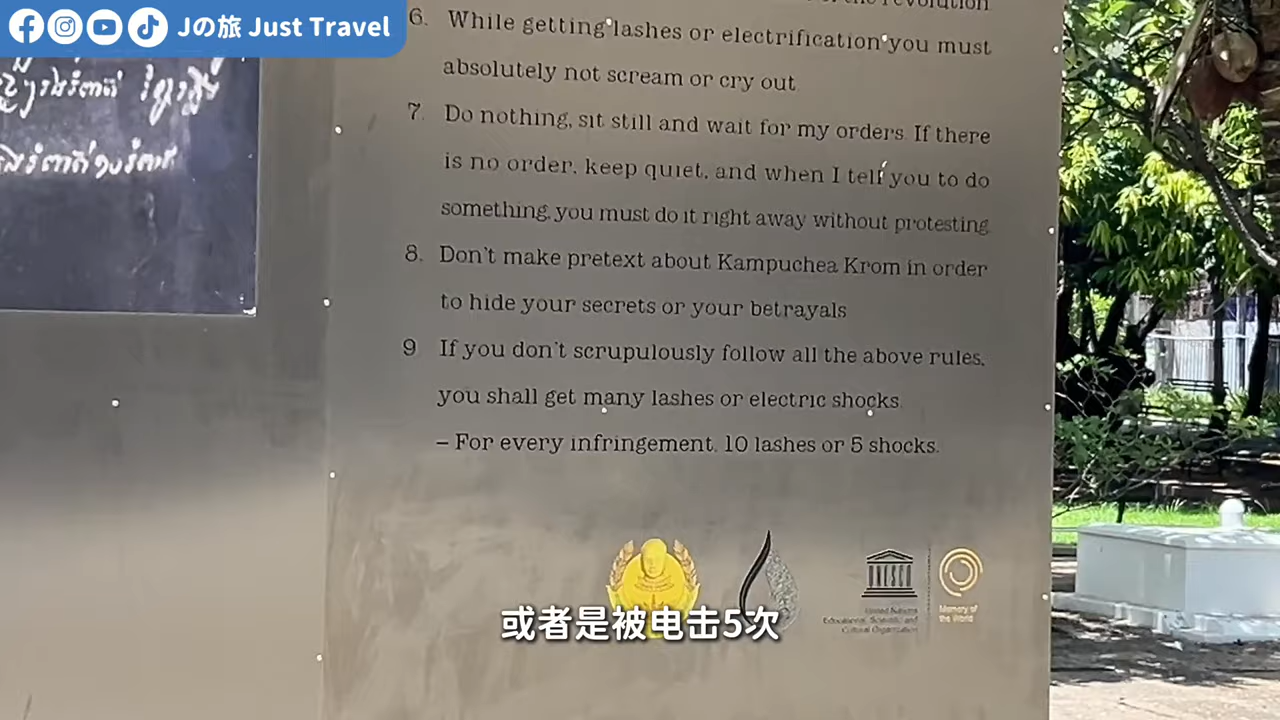 Jの旅 Just Travel
revolution
6. While getting lashes or electrification you must
absolutely not scream or cry out
7. Do nothing, sit still and wait for my orders. If there
is no order, keep quiet, and when I tell you to do
something, you must do it right away without protesting
8. Don't make pretext about Kampuchea Krom in order
to hide your secrets or your betrayals
9 If you don't scrupulously follow all the above rules,
you shall get many lashes or electric shocks.
– For every infringement, 10 lashes or 5 shocks.
UNESCO
United Nations
Educational, Scientific and
Cultural Organization
Memory of
the World
或者是被电击5次